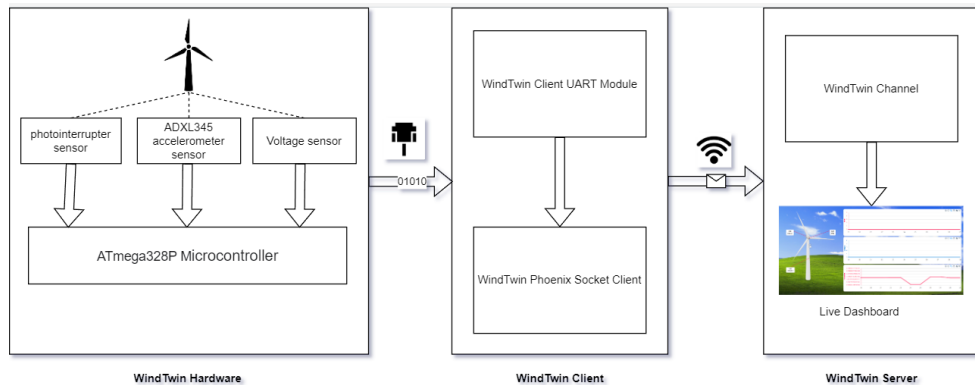 photointerrupter
sensor
ADXL345
accelerometer
sensor
Voltage sensor
ATmega328P Microcontroller
WindTwin Hardware
01010
WindTwin Client UART Module
WindTwin Phoenix Socket Client
WindTwin Client
WindTwin Channel
Live Dashboard
WindTwin Server